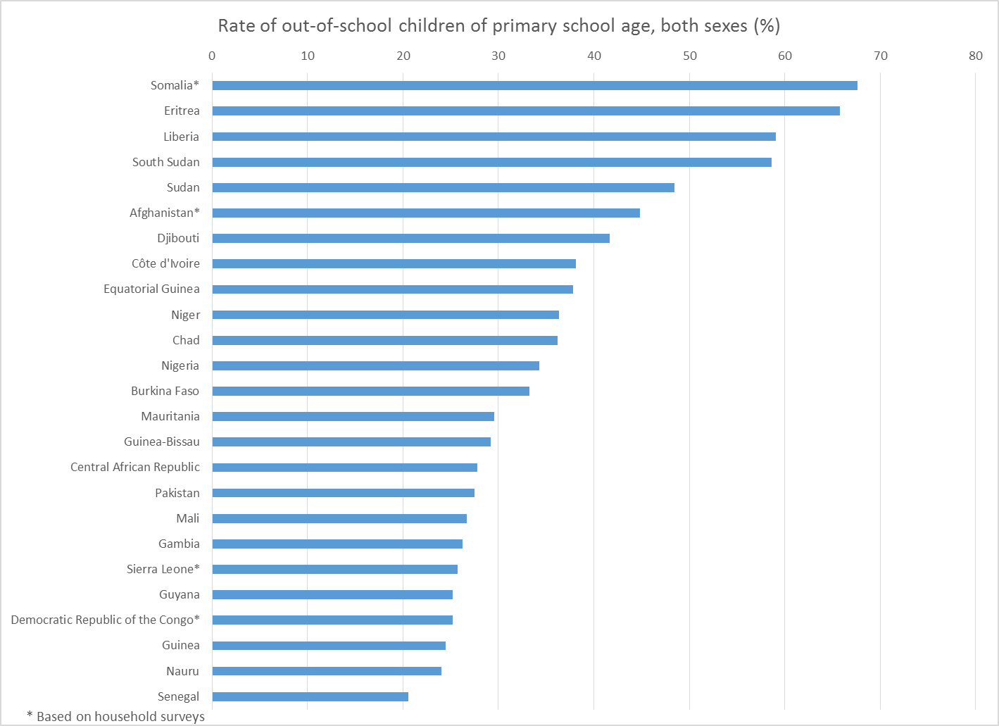 Rate of out-of-school children of primary school age, both sexes (%)
0 10 20 30 40 50 60 70 80
Somalia*
Eritrea
Liberia
South Sudan
Sudan
Afghanistan*
Djibouti
Côte d'Ivoire
Equatorial Guinea
Niger
Chad
Nigeria
Burkina Faso
Mauritania
Guinea-Bissau
Central African Republic
Pakistan
Mali
Gambia
Sierra Leone*
Guyana
Democratic Republic of the Congo*
Guinea
Nauru
Senegal
* Based on household surveys